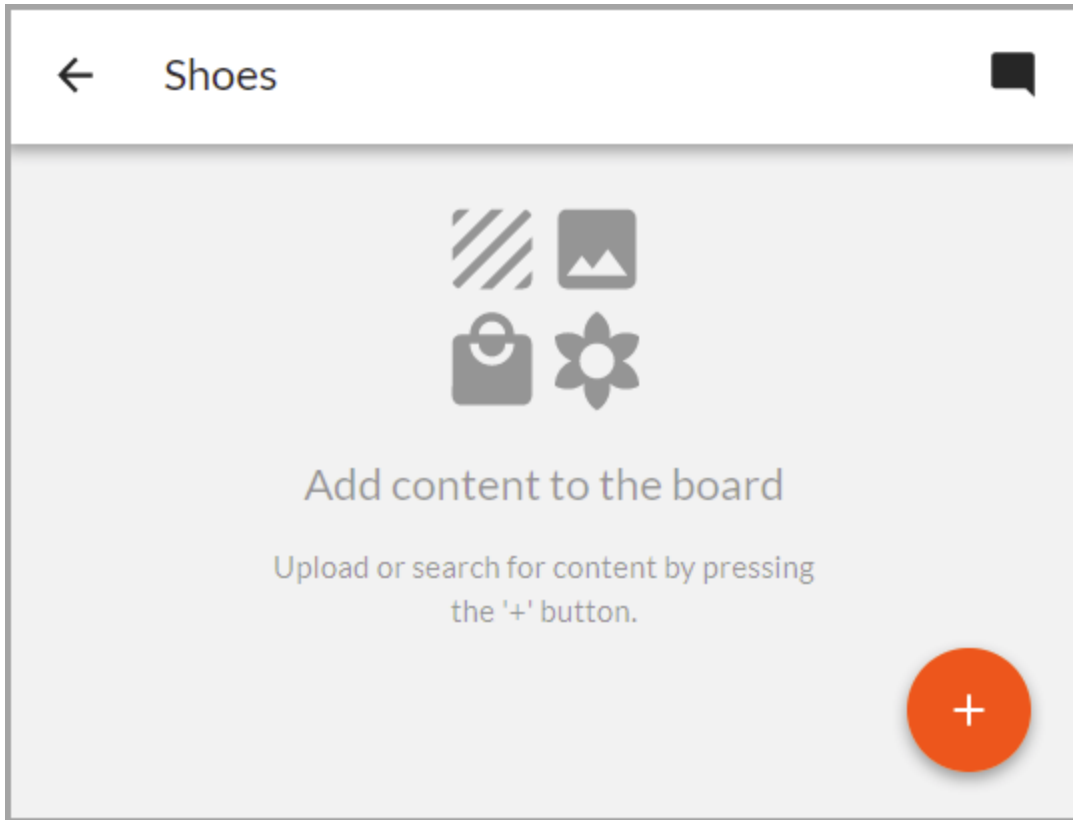 Shoes
Add content to the board
Upload or search for content by pressing
the '+' button.
+